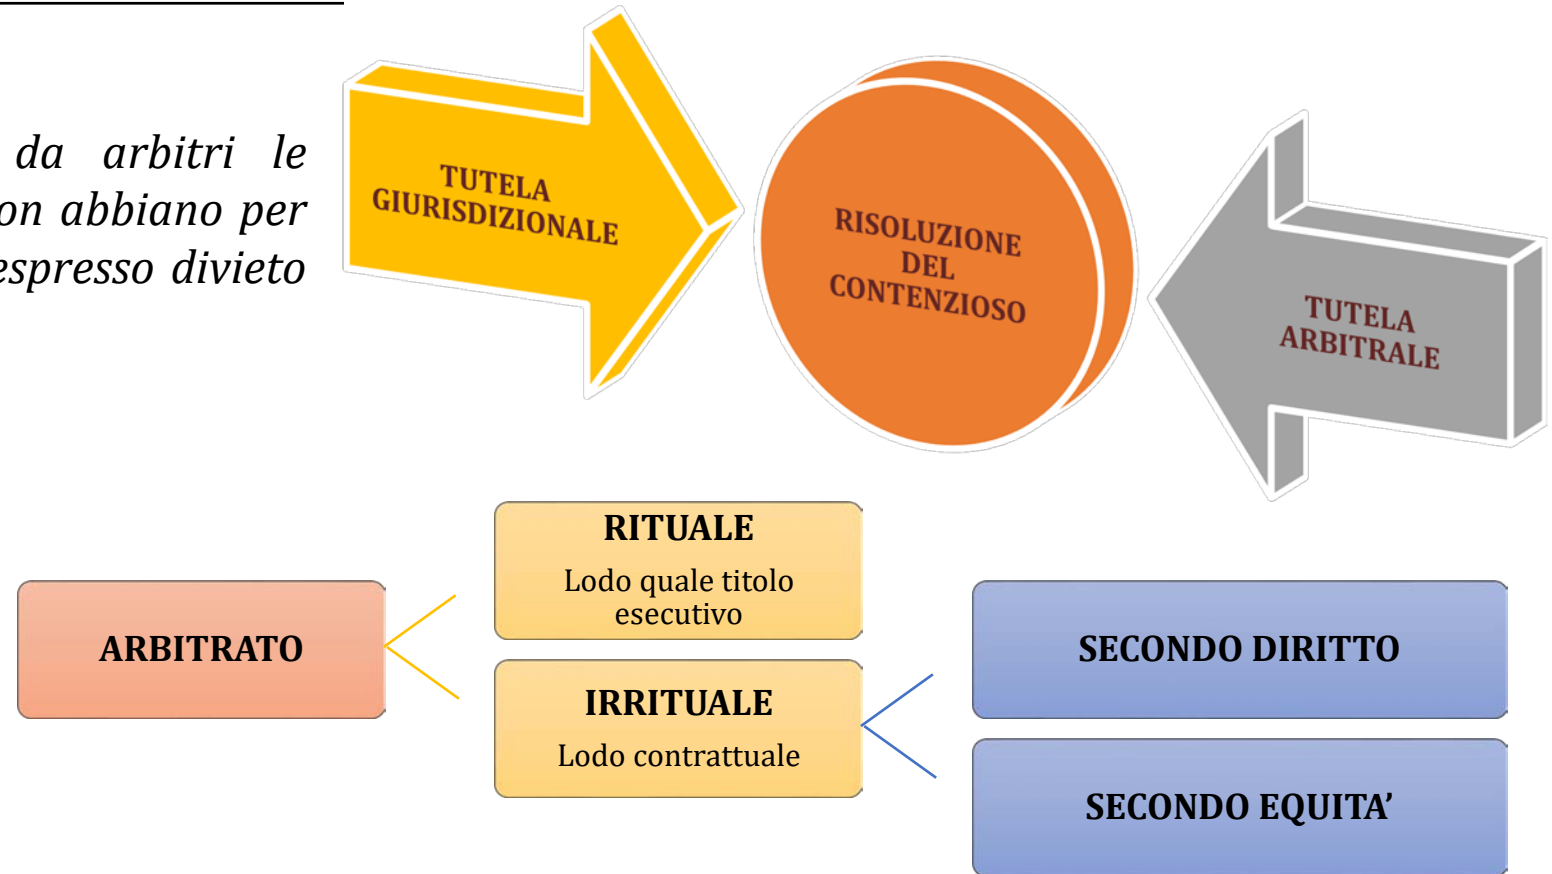 da arbitri le
on abbiano per
espresso divieto
TUTELA
GIURISDIZIONALE
RISOLUZIONE
DEL
CONTENZIOSO
TUTELA
ARBITRALE
ARBITRATO
RITUALE
Lodo quale titolo
esecutivo
IRRITUALE
Lodo contrattuale
SECONDO DIRITTO
SECONDO EQUITA’